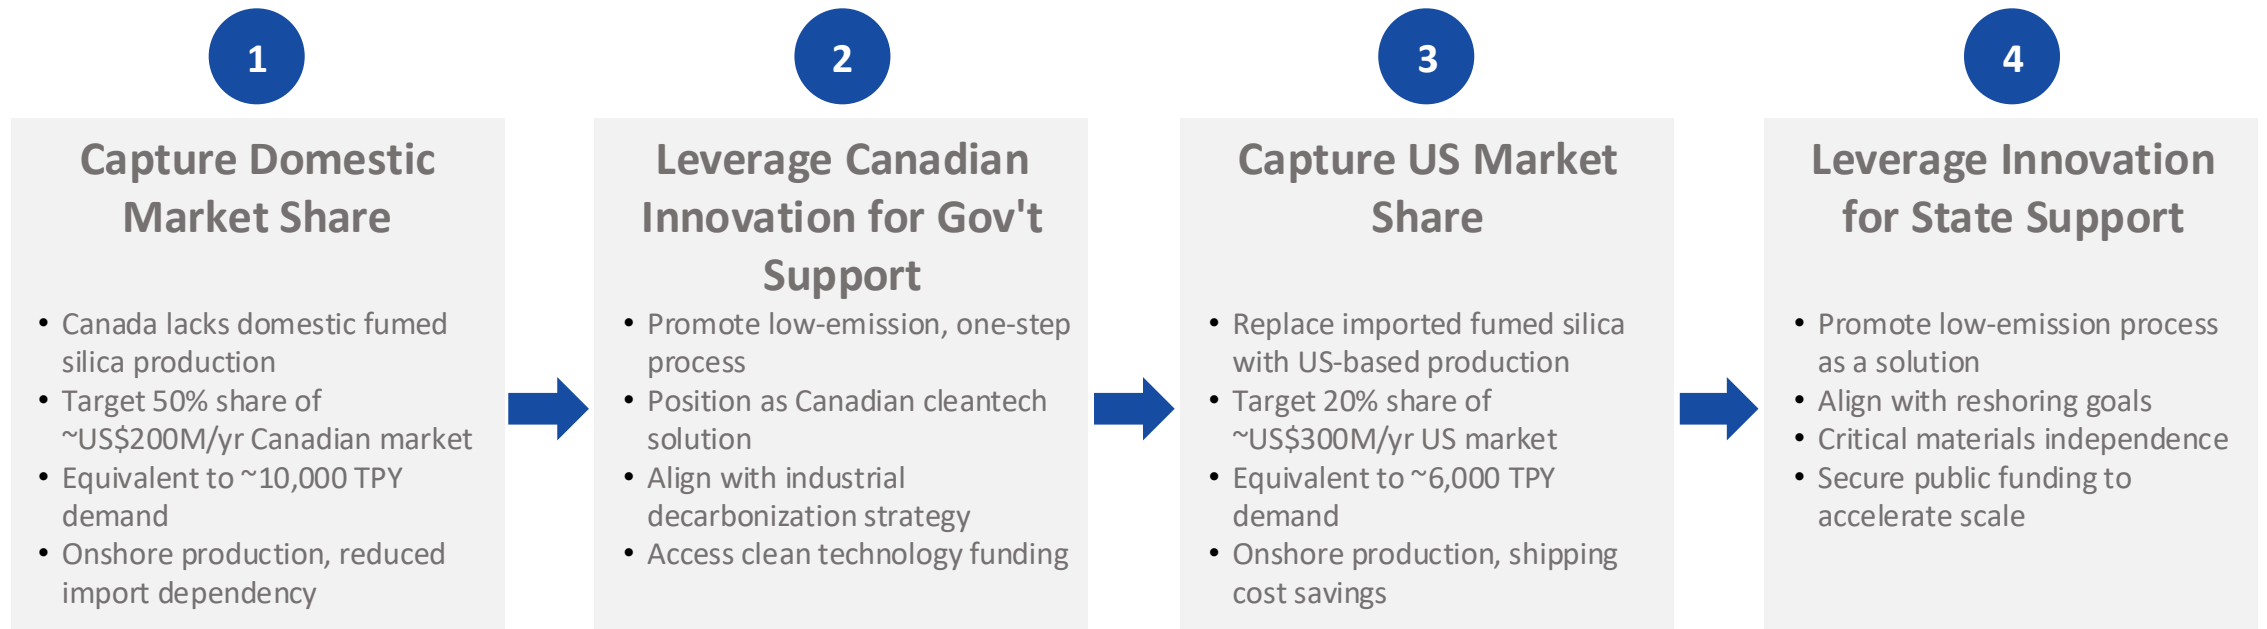 1
Capture Domestic
Market Share
• Canada lacks domestic fumed
silica production
• Target 50% share of
~US$200M/yr Canadian market
• Equivalent to ~10,000 TPY
demand
• Onshore production, reduced
import dependency
2
Leverage Canadian
Innovation for Gov't
Support
• Promote low-emission, one-step
process
• Position as Canadian cleantech
solution
• Align with industrial
decarbonization strategy
• Access clean technology funding
3
Capture US Market
Share
• Replace imported fumed silica
with US-based production
• Target 20% share of
~US$300M/yr US market
• Equivalent to ~6,000 TPY
demand
• Onshore production, shipping
cost savings
4
Leverage Innovation
for State Support
• Promote low-emission process
as a solution
• Align with reshoring goals
• Critical materials independence
• Secure public funding to
accelerate scale